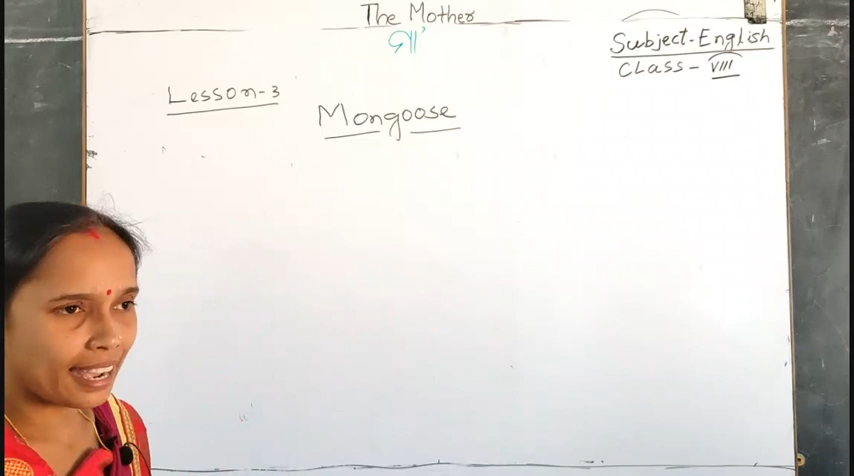 The Mother
ମା'
Subject-English
Class- VIII
Lesson-3
Mongoose